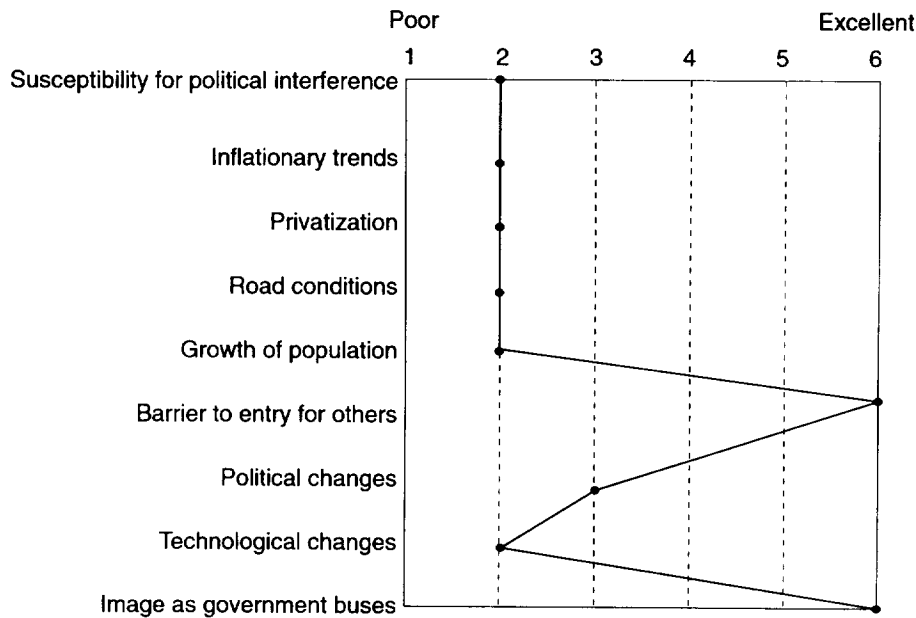 Poor Excellent
1 2 3 4 5 6
Susceptibility for political interference
Inflationary trends
Privatization
Road conditions
Growth of population
Barrier to entry for others
Political changes
Technological changes
Image as government buses